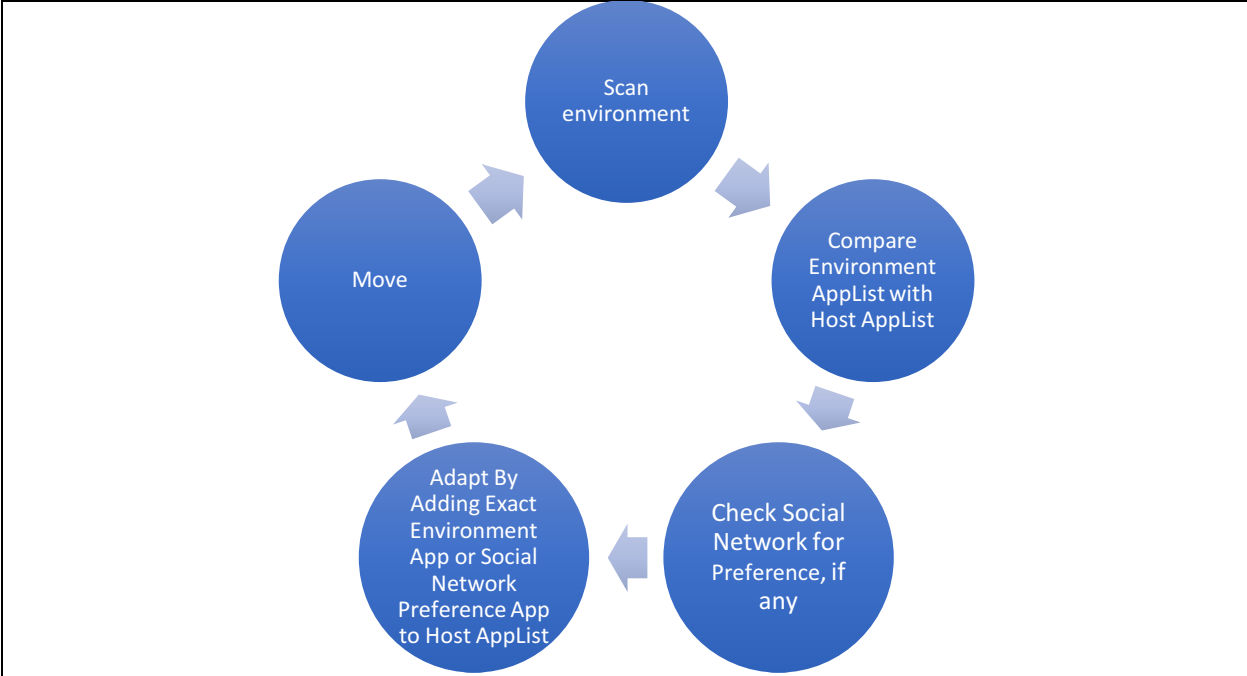 Scan
environment
Compare
Environment
AppList with
Host AppList
Check Social
Network for
Preference, if
any
Adapt By
Adding Exact
Environment
App or Social
Network
Preference App
to Host AppList
Move